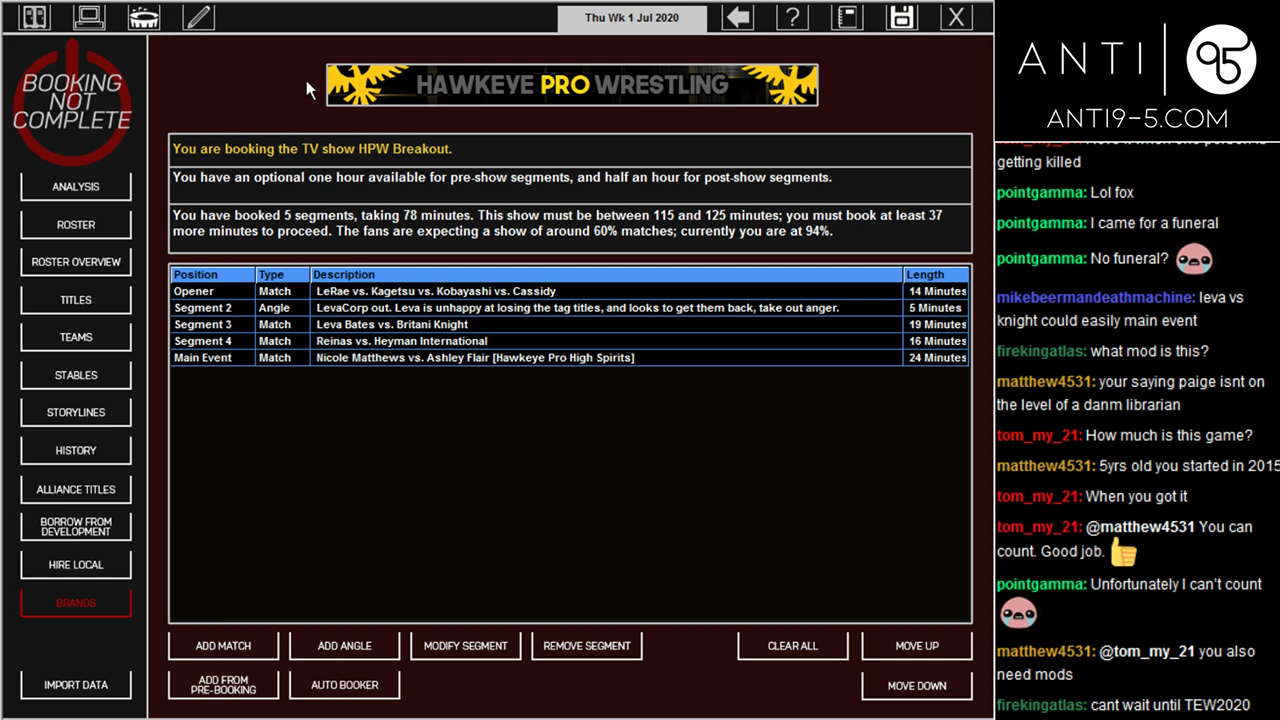 Thu Wk 1 Jul 2020
?
X
BOOKING
NOT
COMPLETE
ANALYSIS
ROSTER
ROSTER OVERVIEW
TITLES
TEAMS
STABLES
STORYLINES
HISTORY
ALLIANCE TITLES
BORROW FROM
DEVELOPMENT
HIRE LOCAL
BRANDS
IMPORT DATA
HAWKEYE PRO WRESTLING
You are booking the TV show HPW Breakout.
You have an optional one hour available for pre-show segments, and half an hour for post-show segments.
You have booked 5 segments, taking 78 minutes. This show must be between 115 and 125 minutes; you must book at least 37
more minutes to proceed. The fans are expecting a show of around 60% matches; currently you are at 94%.
Position Type Description Length
Opener Match LeRae vs. Kagetsu vs. Kobayashi vs. Cassidy 14 Minutes
Segment 2 Angle LevaCorp out. Leva is unhappy at losing the tag titles, and looks to get them back, take out anger. 5 Minutes
Segment 3 Match Leva Bates vs. Britani Knight 19 Minutes
Segment 4 Match Reinas vs. Heyman International 16 Minutes
Main Event Match Nicole Matthews vs. Ashley Flair [Hawkeye Pro High Spirits] 24 Minutes
ADD MATCH ADD ANGLE MODIFY SEGMENT REMOVE SEGMENT CLEAR ALL MOVE UP
ADD FROM
PRE-BOOKING
AUTO BOOKER MOVE DOWN
ANTI 95
ANTI9-5.COM
getting killed
pointgamma: Lol fox
pointgamma: I came for a funeral
pointgamma: No funeral?
mikebeermandeathmachine: leva vs
knight could easily main event
firekingatlas: what mod is this?
matthew4531: your saying paige isnt on
the level of a danm librarian
tom_my_21: How much is this game?
matthew4531: 5yrs old you started in 2015
tom_my_21: When you got it
tom_my_21: @matthew4531 You can
count. Good job.
pointgamma: Unfortunately I can't count
matthew4531: @tom_my_21 you also
need mods
firekingatlas: cant wait until TEW2020